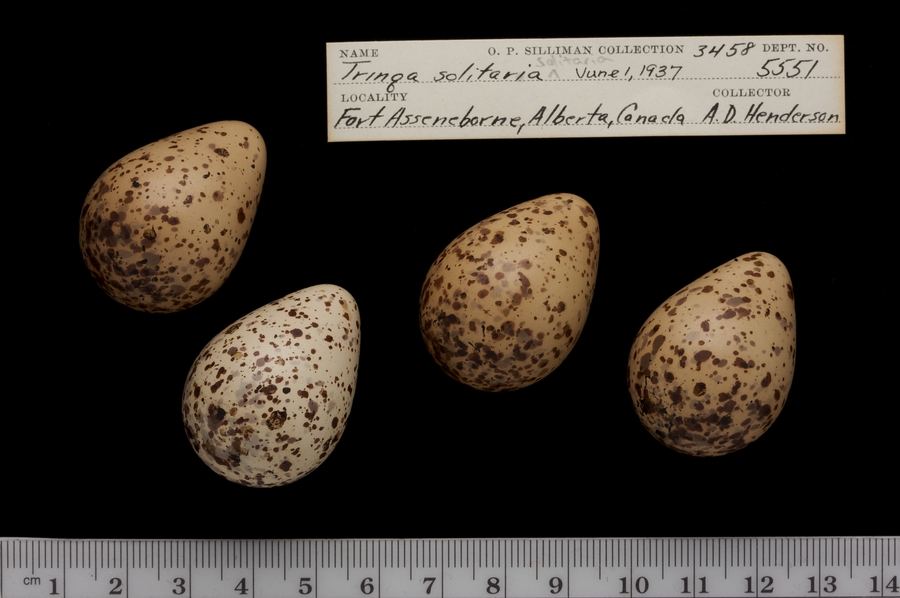 NAME O. P. SILLIMAN COLLECTION 3458 DEPT. NO.
solitaria
Tringa solitaria ^ June 1, 1937 5551
LOCALITY COLLECTOR
Fort Asseneborne, Alberta, Canada A.D. Henderson
cm 1 2 3 4 5 6 7 8 9 10 11 12 13 14